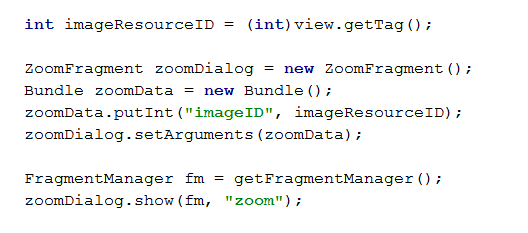 int imageResourceID = (int)view.getTag();
ZoomFragment zoomDialog = new ZoomFragment();
Bundle zoomData = new Bundle();
zoomData.putInt("imageID", imageResourceID);
zoomDialog.setArguments(zoomData);
FragmentManager fm = getFragmentManager();
zoomDialog.show(fm, "zoom");